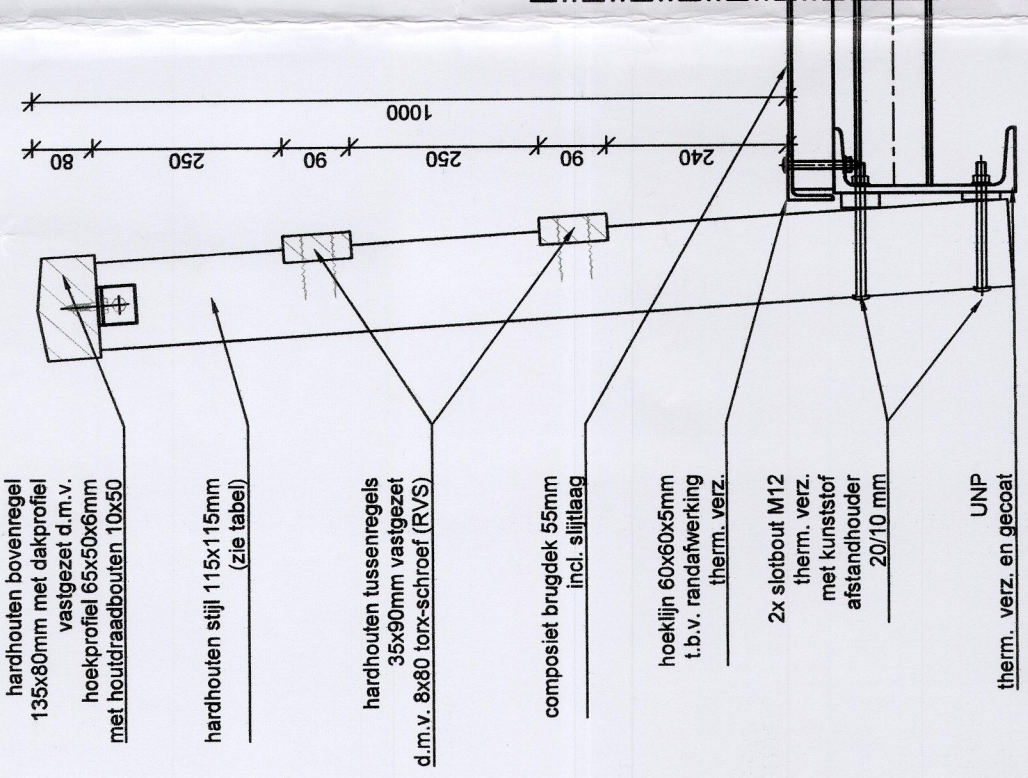 1000
80
250
90
250
90
240
hardhouten bovenregel
135x80mm met dakprofiel
vastgezet d.m.v.
hoekprofiel 65x50x6mm
met houtdraadbouten 10x50
hardhouten stijl 115x115mm
(zie tabel)
hardhouten tussenregels
35x90mm vastgezet
d.m.v. 8x80 torx-schroef (RVS)
composiet brugdek 55mm
incl. slijtlaag
hoeklijn 60x60x5mm
t.b.v. randafwerking
therm. verz.
2x slotbout M12
therm. verz.
met kunststof
afstandhouder
20/10 mm
UNP
therm. verz. en gecoat